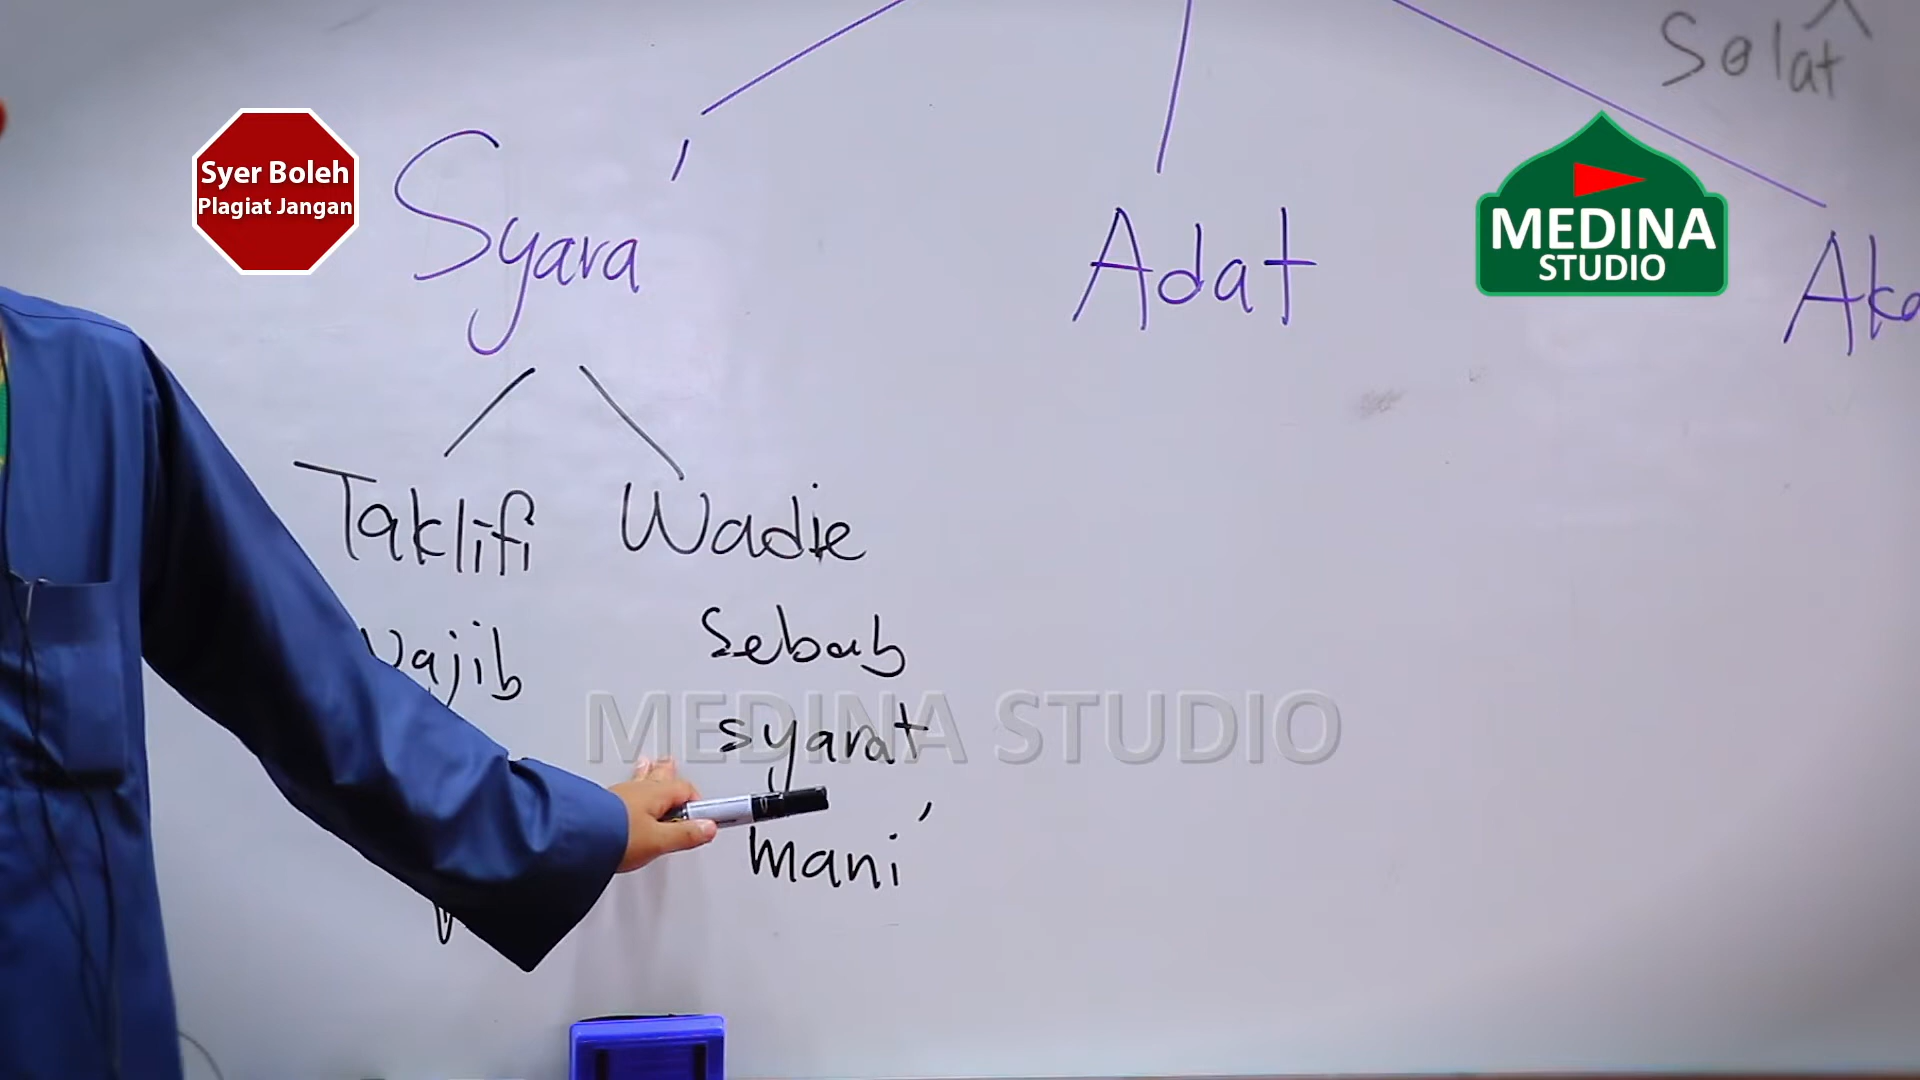 Solat
Syer Boleh
Plagiat Jangan
Syara'
Adat
MEDINA
STUDIO
Taklifi
Wadie
Sebab
MEDINA STUDIO
syarat
mani'